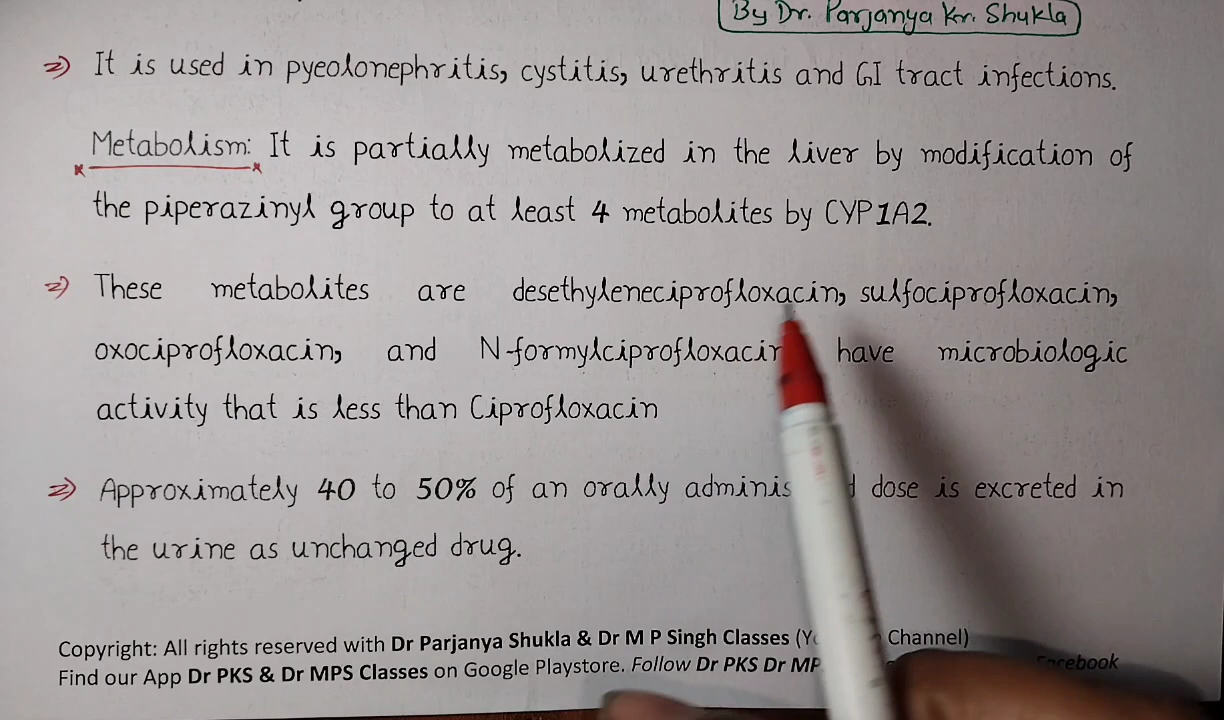 By Dr. Parjanya Kr. Shukla
⇒ It is used in pyeolonephritis, cystitis, urethritis and GI tract infections.
Metabolism: It is partially metabolized in the liver by modification of
the piperazinyl group to at least 4 metabolites by CYP1A2.
⇒ These metabolites are desethyleneciprofloxacin, sulfociprofloxacin,
oxociprofloxacin, and N-formylciprofloxacin have microbiologic
activity that is less than Ciprofloxacin
⇒ Approximately 40 to 50% of an orally dose is excreted in
the urine as unchanged drug.
Copyright: All rights reserved with Dr Parjanya Shukla & Dr M P Singh Classes Channel)
Find our App Dr PKS & Dr MPS Classes on Google Playstore. Follow Dr PKS Dr Facebook